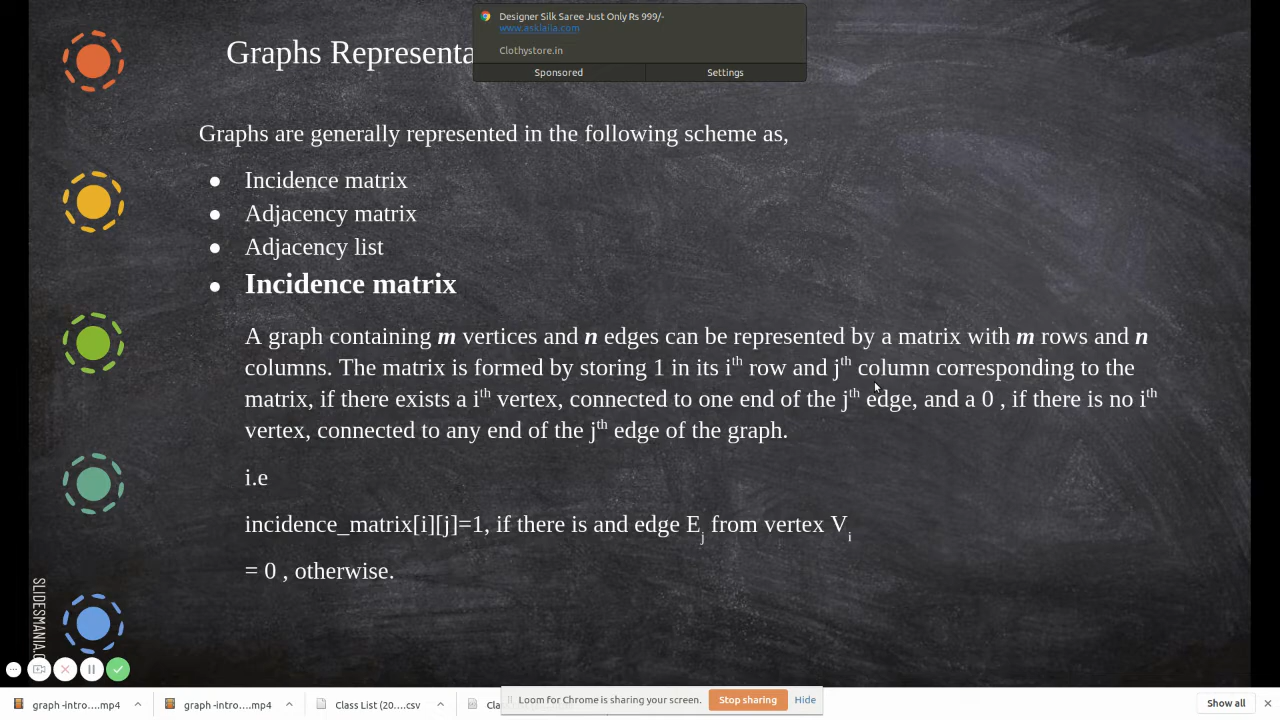 Designer Silk Saree Just Only Rs 999/-
www.asklaila.com
Clothystore.in
Sponsored Settings
Graphs Representa
Graphs are generally represented in the following scheme as,
● Incidence matrix
● Adjacency matrix
● Adjacency list
● Incidence matrix
A graph containing m vertices and n edges can be represented by a matrix with m rows and n
columns. The matrix is formed by storing 1 in its ith row and jth column corresponding to the
matrix, if there exists a ith vertex, connected to one end of the jth edge, and a 0 , if there is no ith
vertex, connected to any end of the jth edge of the graph.
i.e
incidence_matrix[i][j]=1, if there is and edge Ej from vertex Vi
= 0 , otherwise.
SLIDESMANIA.
graph -intro....mp4 graph -intro....mp4 Class List (20....csv Cla
Loom for Chrome is sharing your screen. Stop sharing Hide
Show all